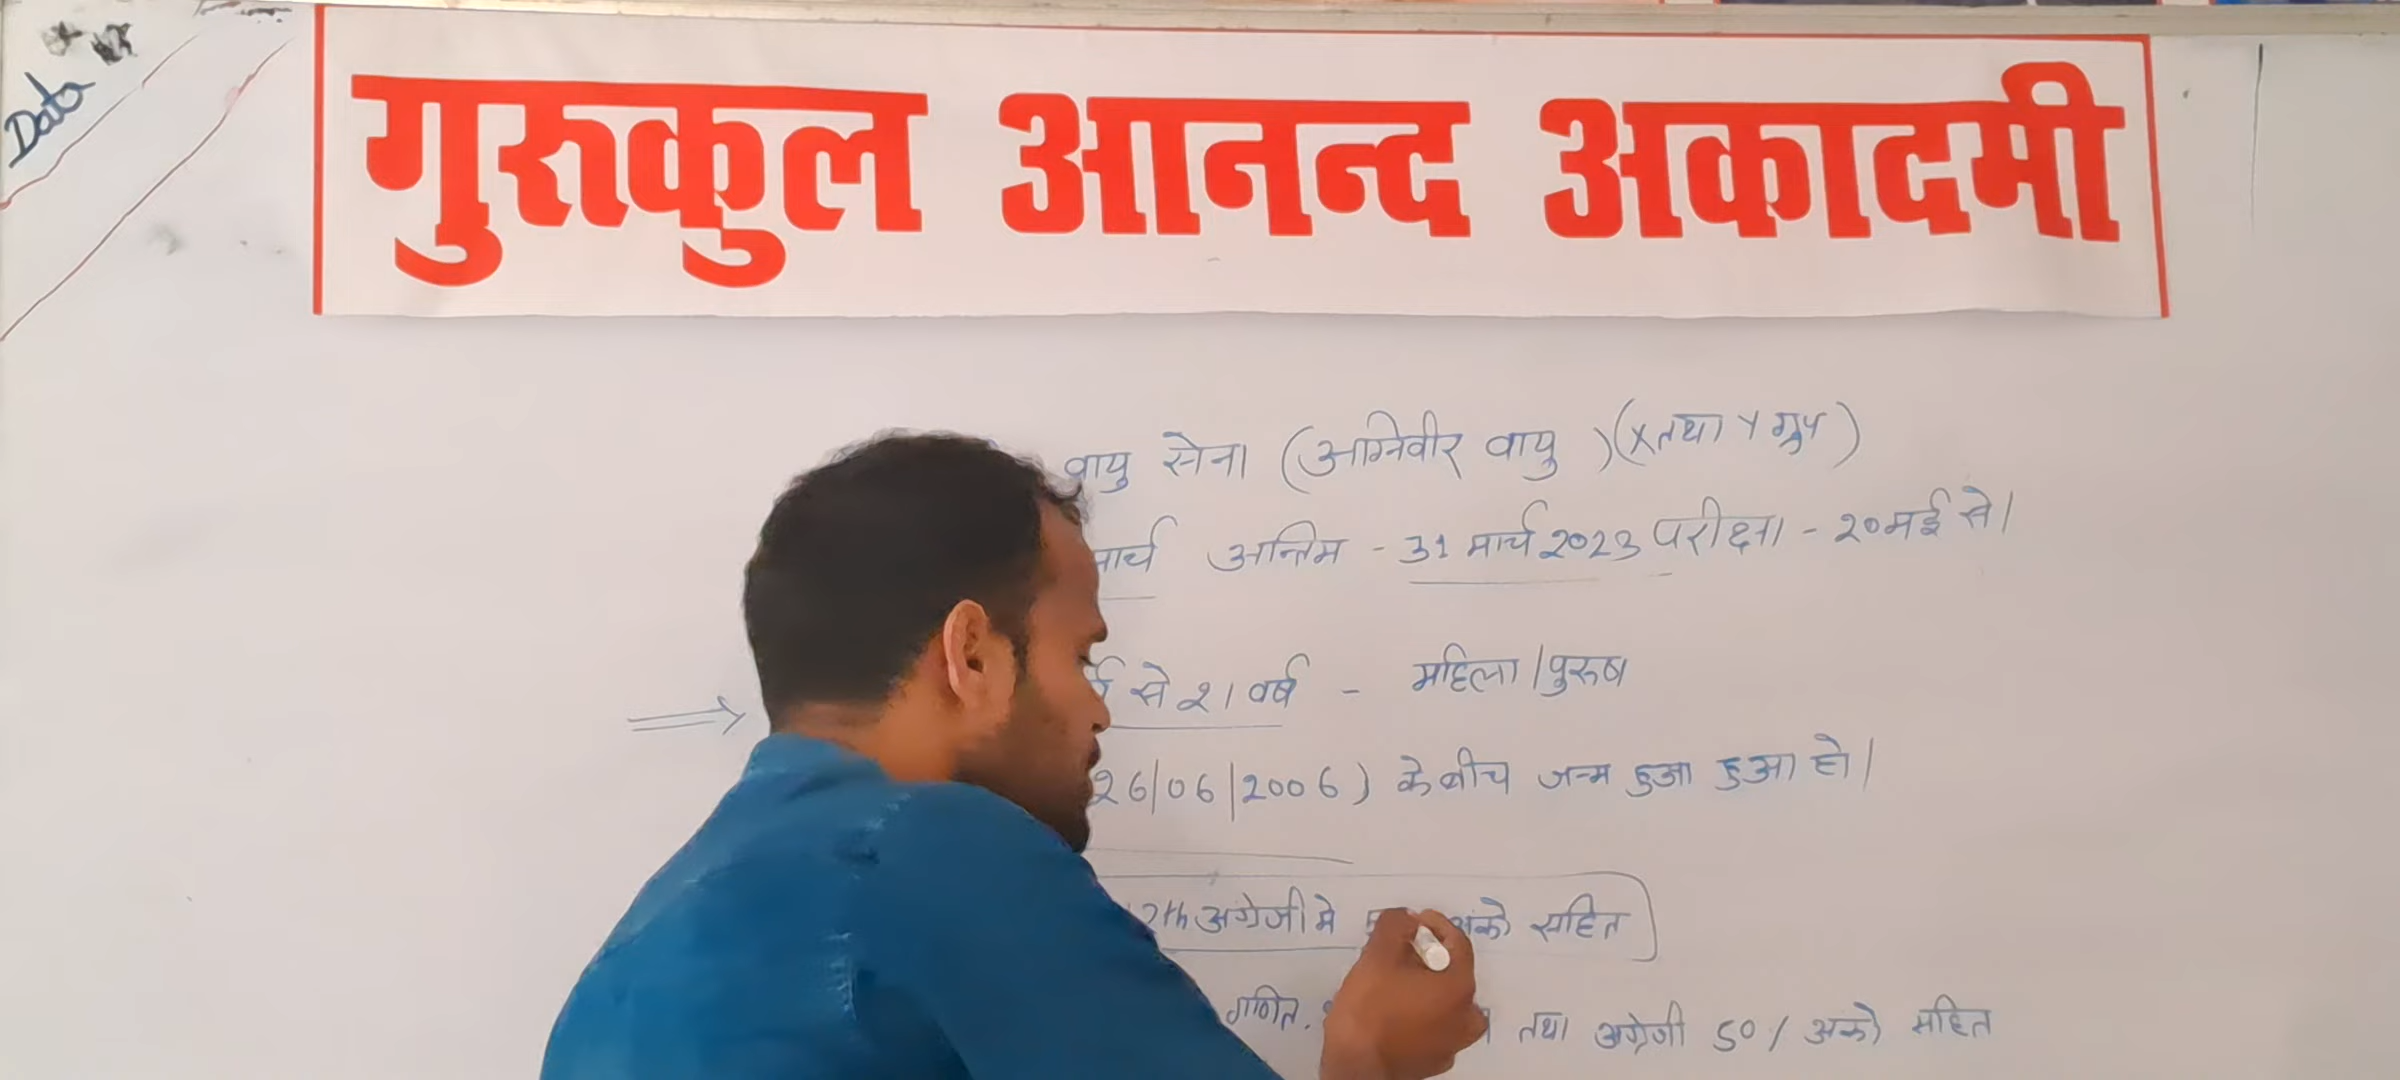 Data
गुरुकुल आनन्द अकादमी
वायु सेना (अग्निवीर वायु) (X तथा Y ग्रुप)
मार्च अन्तिम - 31 मार्च 2023 परीक्षा - 20 मई से।
से 21 वर्ष - महिला/पुरुष
26/06/2006) के बीच जन्म हुआ हुआ हो।
12th अंग्रेजी मे अंको सहित
गणित, तथा अंग्रेजी 50% अंको सहित